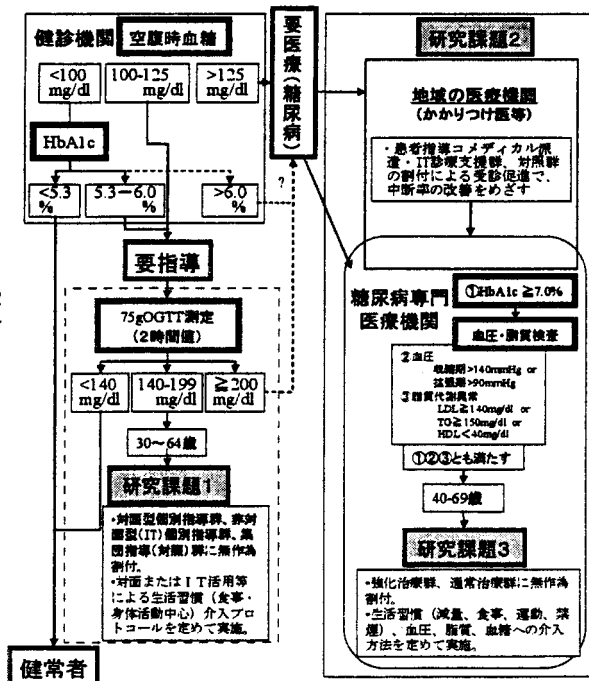 健診機関
空腹時血糖
<100
mg/dl
100-125
mg/dl
>125
mg/dl
HbA1c
<5.3
%
5.3－6.0
%
>6.0
%
?
要医療(糖尿病)
要指導
75gOGTT測定
(2時間値)
<140
mg/dl
140-199
mg/dl
≧200
mg/dl
30～64歳
研究課題1
・対面型個別指導群、非対
面型(IT)個別指導群、集
団指導(対面)群に無作為
割付。
・対面またはIT活用等
による生活習慣(食事・
身体活動中心)介入プロ
トコールを定めて実施。
健常者
研究課題2
地域の医療機関
(かかりつけ医等)
・患者指導コメディカル派
遣・IT診療支援群、対照群
の割付による受診促進で、
中断率の改善をめざす
糖尿病専門
医療機関
①HbA1c ≧7.0%
血圧・脂質検査
②血圧
収縮期>140mmHg or
拡張期>90mmHg
③脂質代謝異常
LDL≧140mg/dl or
TG≧150mg/dl or
HDL<40mg/dl
①②③とも満たす
40-69歳
研究課題3
・強化治療群、通常治療群に無作為
割付。
・生活習慣(減量、食事、運動、禁
煙)、血圧、脂質、血糖への介入
方法を定めて実施。